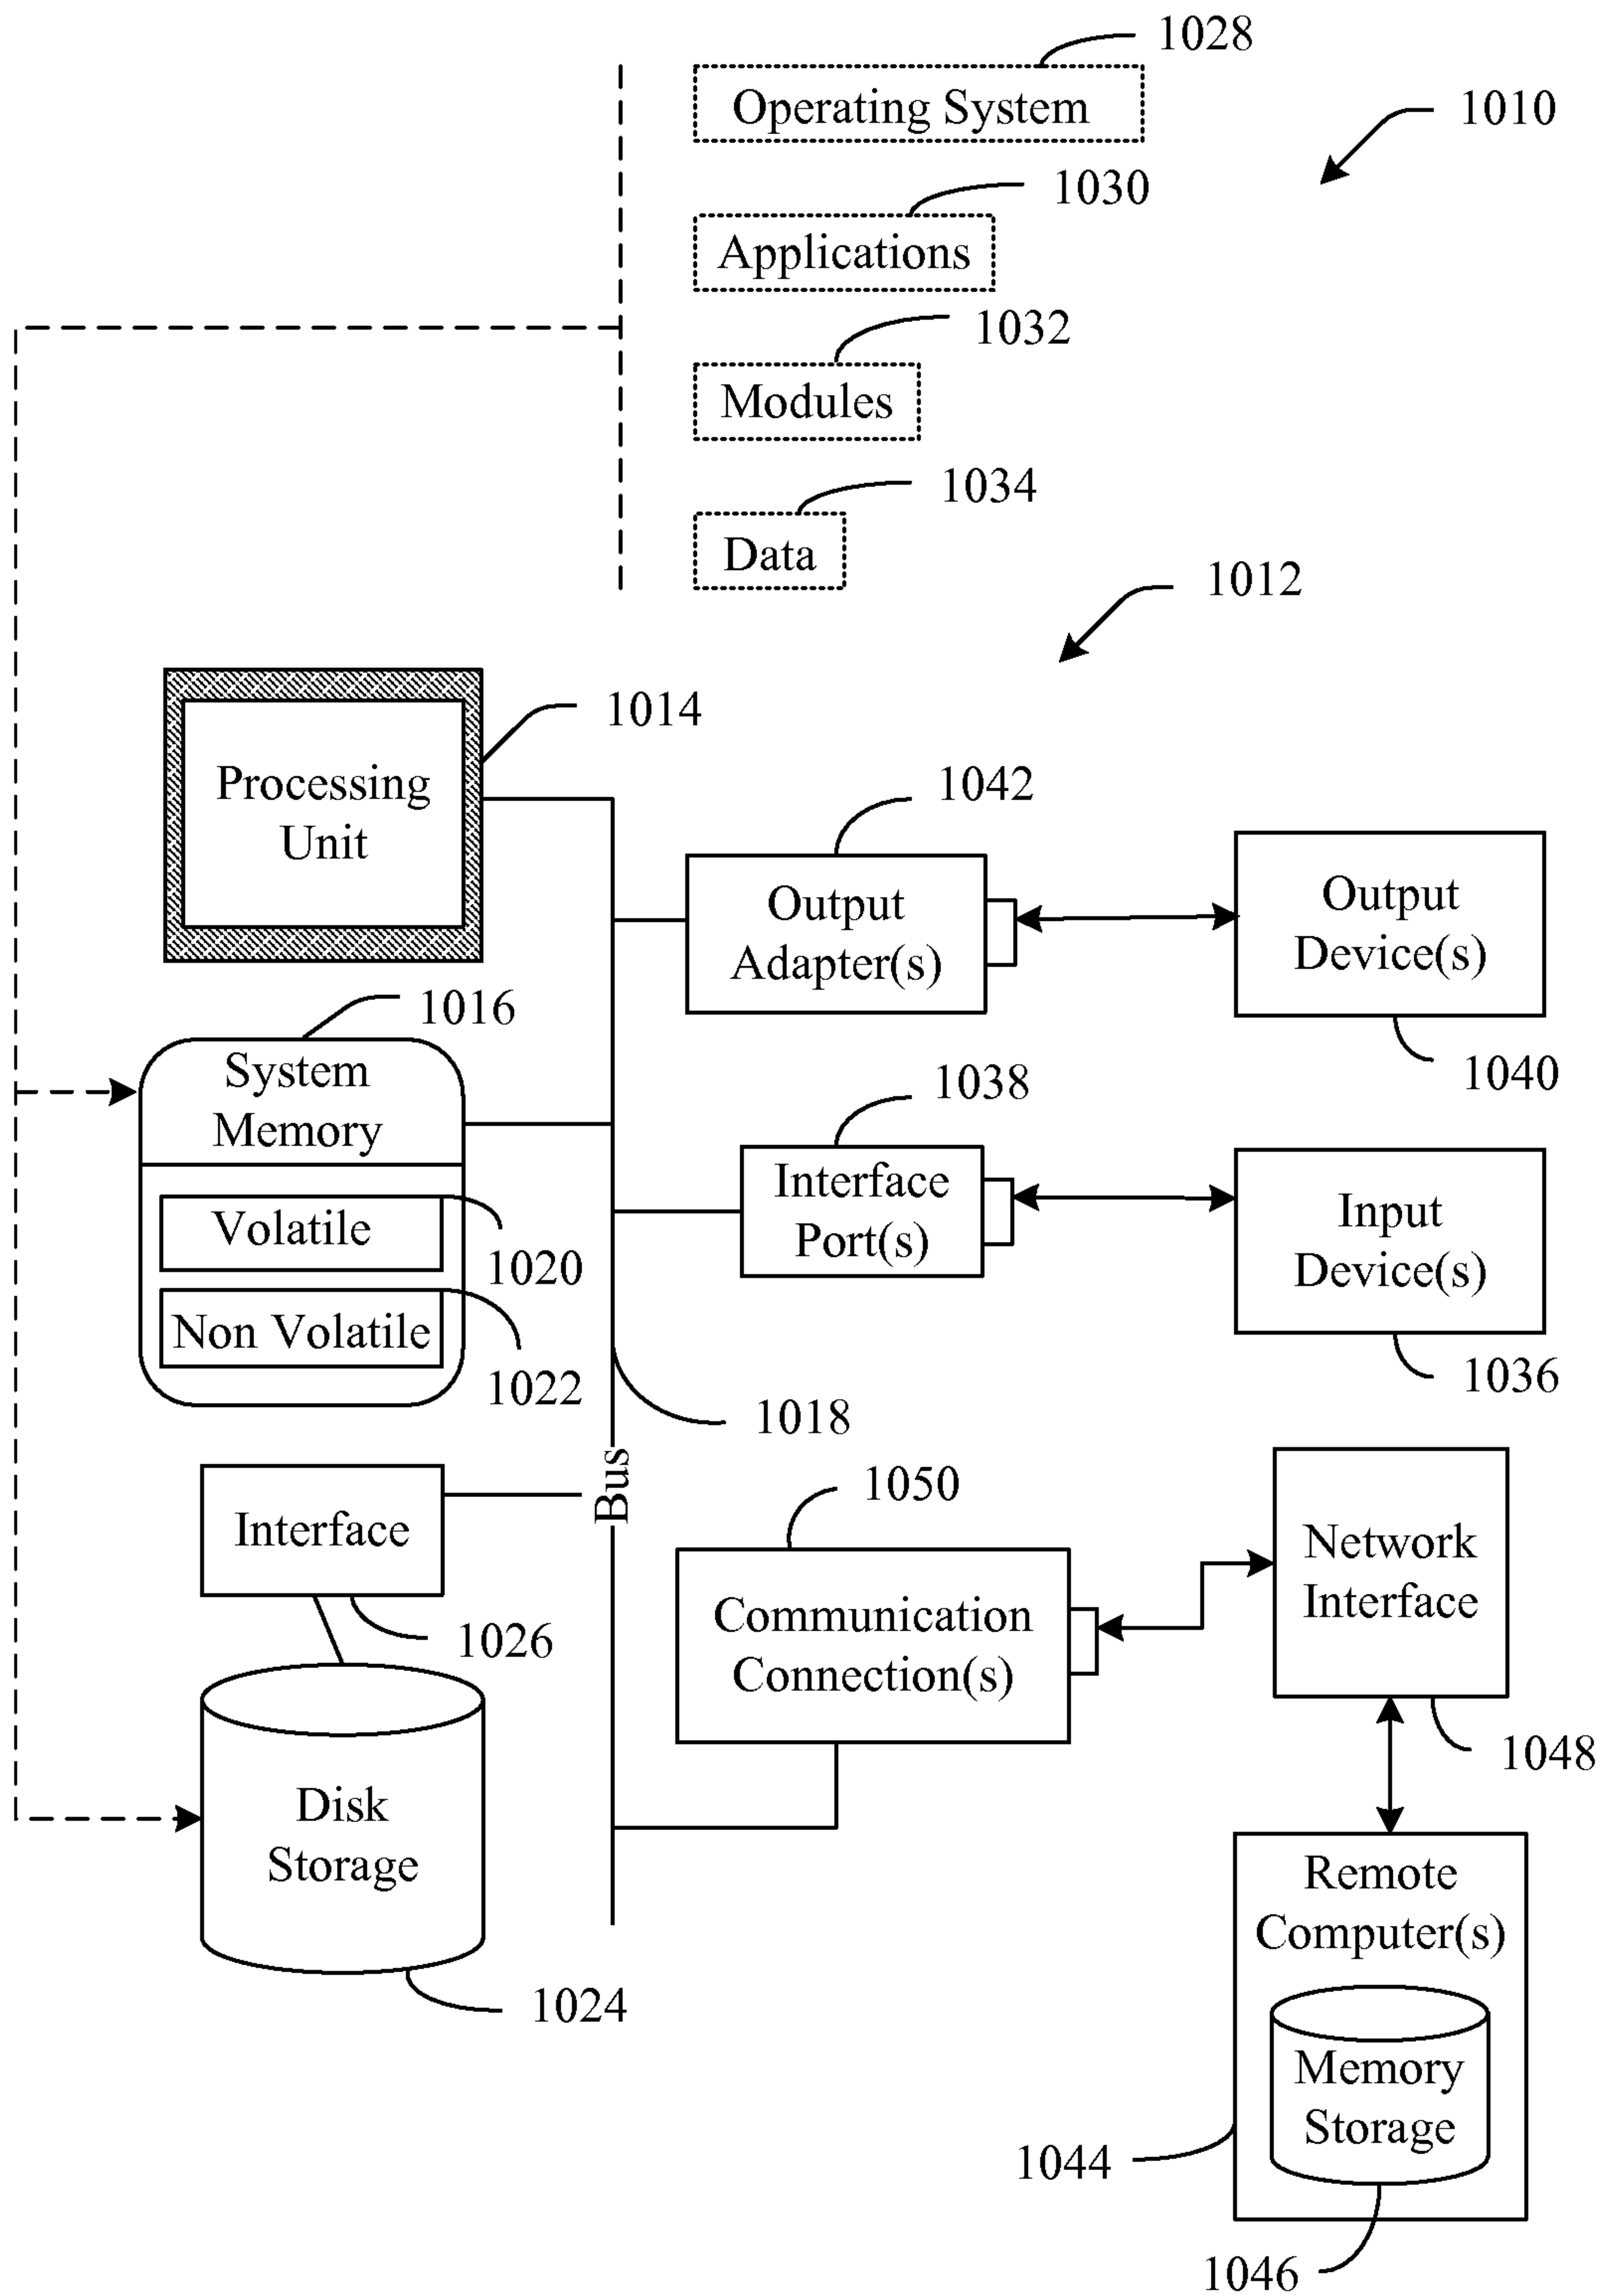 1028
Operating System
1010
1030
Applications
1032
Modules
1034
Data
1012
1014
Processing
Unit
1042
Output
Adapter(s)
Output
Device(s)
1040
1016
System
Memory
1038
Interface
Port(s)
Input
Device(s)
1036
Volatile
1020
Non Volatile
1022
1018
Bus
1050
Interface
1026
Communication
Connection(s)
Network
Interface
1048
Disk
Storage
1024
Remote
Computer(s)
Memory
Storage
1044
1046